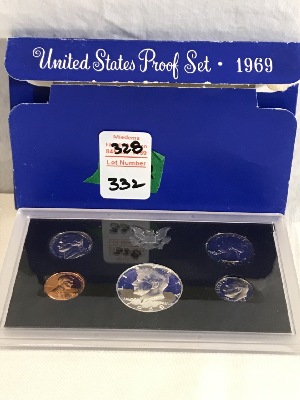 United States Proof Set · 1969
328
Lot Number
332